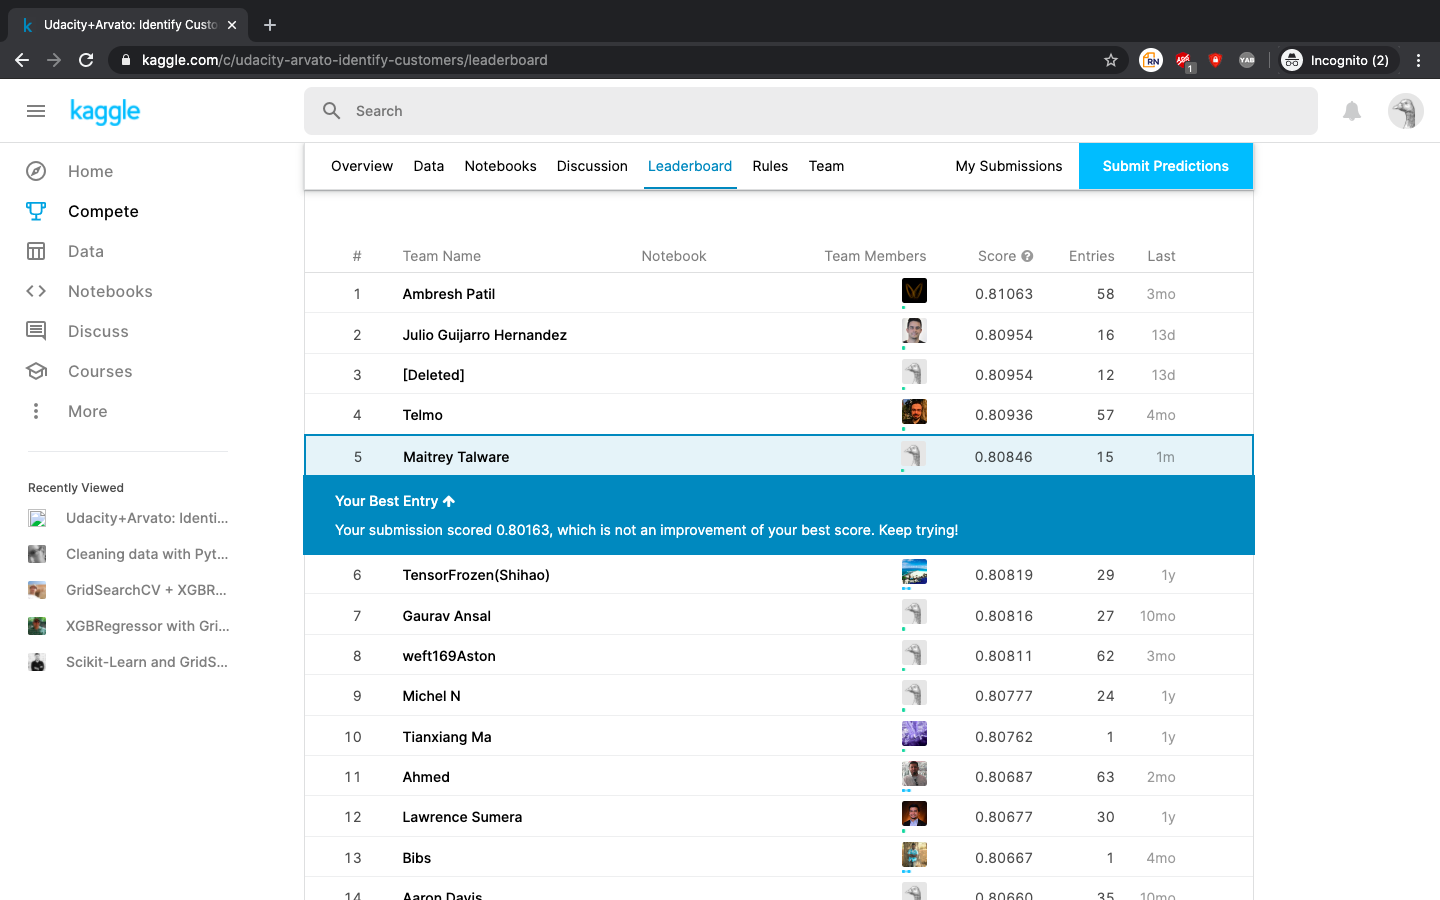 Udacity+Arvato: Identify Custo
kaggle.com/c/udacity-arvato-identify-customers/leaderboard
RN
ABP
1
YAB
Incognito (2)
kaggle
Search
Home
Compete
Data
Notebooks
Discuss
Courses
More
Recently Viewed
Udacity+Arvato: Identi...
Cleaning data with Pyt...
GridSearchCV + XGBR...
XGBRegressor with Gri...
Scikit-Learn and GridS...
Overview Data Notebooks Discussion Leaderboard Rules Team My Submissions Submit Predictions
# Team Name Notebook Team Members Score Entries Last
1 Ambresh Patil 0.81063 58 3mo
2 Julio Guijarro Hernandez 0.80954 16 13d
3 [Deleted] 0.80954 12 13d
4 Telmo 0.80936 57 4mo
5 Maitrey Talware 0.80846 15 1m
Your Best Entry
Your submission scored 0.80163, which is not an improvement of your best score. Keep trying!
6 TensorFrozen(Shihao) 0.80819 29 1y
7 Gaurav Ansal 0.80816 27 10mo
8 weft169Aston 0.80811 62 3mo
9 Michel N 0.80777 24 1y
10 Tianxiang Ma 0.80762 1 1y
11 Ahmed 0.80687 63 2mo
12 Lawrence Sumera 0.80677 30 1y
13 Bibs 0.80667 1 4mo
14 Aaron Davis 0.80660 35 10mo